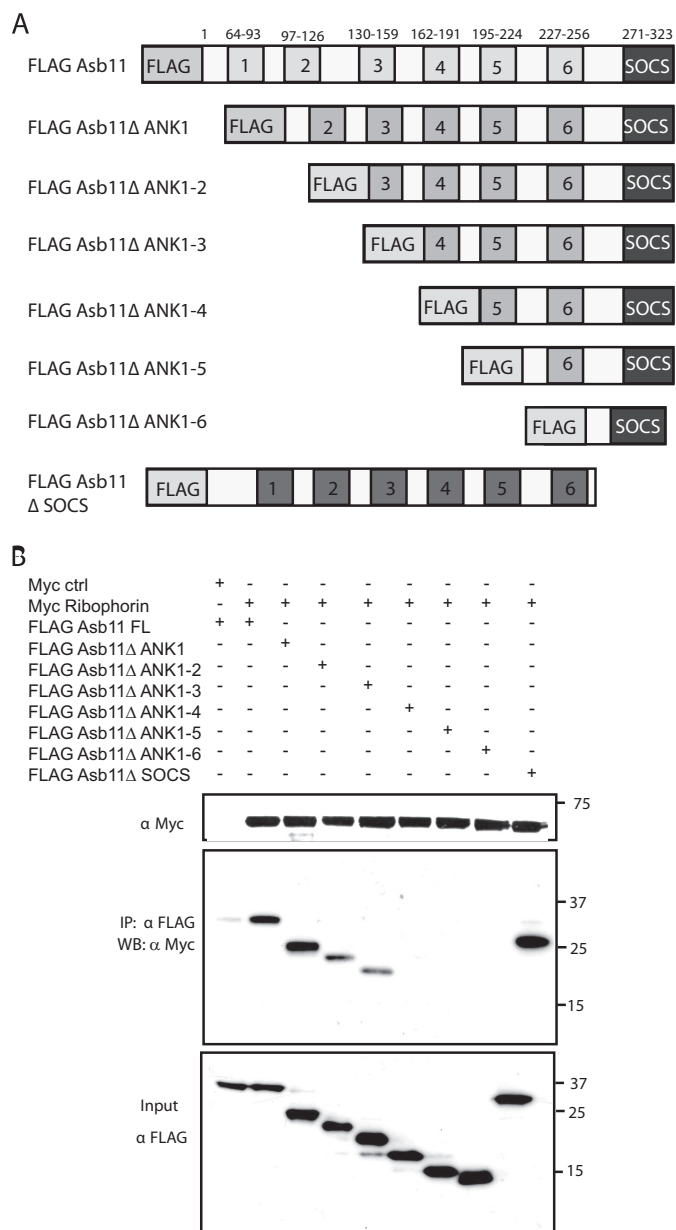 A
1 64-93 97-126 130-159 162-191 195-224 227-256 271-323
FLAG Asb11 FLAG 1 2 3 4 5 6 SOCS
FLAG Asb11Δ ANK1 FLAG 2 3 4 5 6 SOCS
FLAG Asb11Δ ANK1-2 FLAG 3 4 5 6 SOCS
FLAG Asb11Δ ANK1-3 FLAG 4 5 6 SOCS
FLAG Asb11Δ ANK1-4 FLAG 5 6 SOCS
FLAG Asb11Δ ANK1-5 FLAG 6 SOCS
FLAG Asb11Δ ANK1-6 FLAG SOCS
FLAG Asb11
Δ SOCS
FLAG 1 2 3 4 5 6
B
Myc ctrl + - - - - - - - -
Myc Ribophorin - + + + + + + + +
FLAG Asb11 FL + + - - - - - - -
FLAG Asb11Δ ANK1 - - + - - - - - -
FLAG Asb11Δ ANK1-2 - - - + - - - - -
FLAG Asb11Δ ANK1-3 - - - - + - - - -
FLAG Asb11Δ ANK1-4 - - - - - + - - -
FLAG Asb11Δ ANK1-5 - - - - - - + - -
FLAG Asb11Δ ANK1-6 - - - - - - - + -
FLAG Asb11Δ SOCS - - - - - - - - +
α Myc
75
IP: α FLAG
WB: α Myc
37
25
15
Input
α FLAG
37
25
15